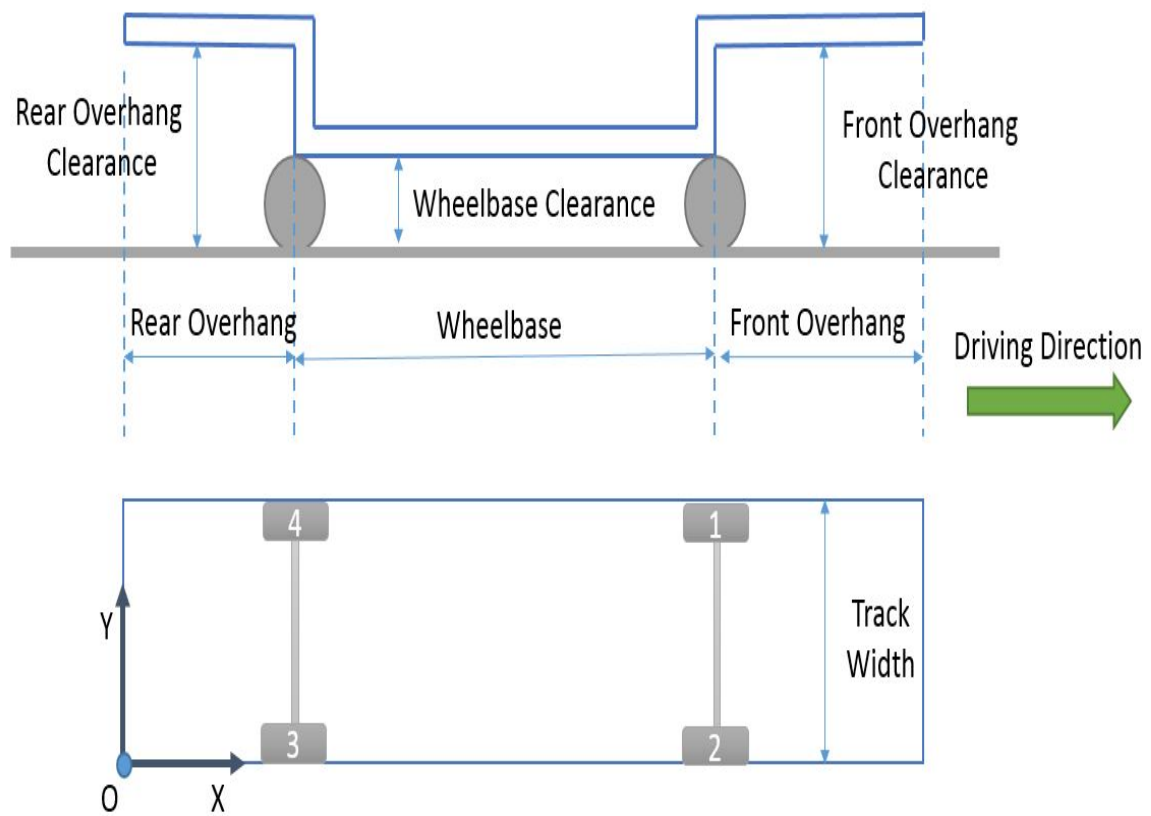 Rear Overhang
Clearance
Front Overhang
Clearance
Wheelbase Clearance
Rear Overhang
Wheelbase
Front Overhang
Driving Direction
4
1
Y
Track
Width
3
2
O
X